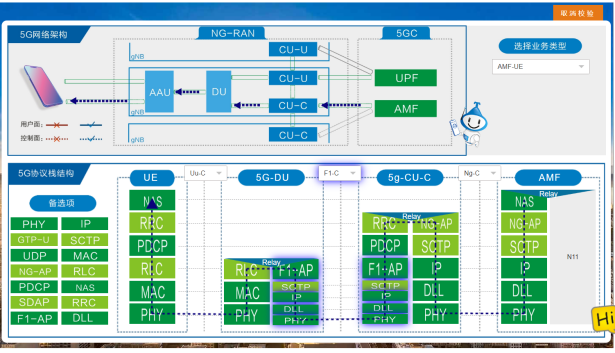 取消校验
5G网络架构
NG-RAN
5GC
选择业务类型
AMF-UE
CU-U
gNB
CU-U
UPF
AAU
DU
CU-C
AMF
gNB
用户面：
控制面：
gNB
CU-C
5G协议栈结构
UE
Uu-C
5G-DU
F1-C
5g-CU-C
Ng-C
AMF
备选项
NAS
NAS
Relay
PHY
IP
RRC
RRC
Relay
NG-AP
NG-AP
GTP-U
SCTP
PDCP
PDCP
SCTP
SCTP
UDP
MAC
NG-AP
RLC
RLC
RLC
Relay
F1-AP
F1-AP
IP
IP
N11
PDCP
NAS
MAC
MAC
SCTP
IP
SCTP
IP
DLL
DLL
SDAP
RRC
F1-AP
DLL
PHY
PHY
DLL
PHY
DLL
PHY
PHY
PHY
Hi